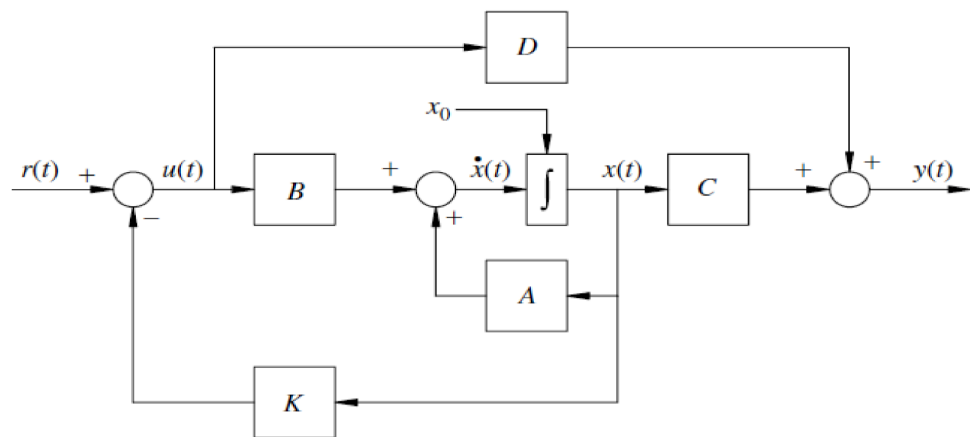 D
x₀
r(t) + u(t) B + ẋ(t) ∫ x(t) C + + y(t)
− +
A
K